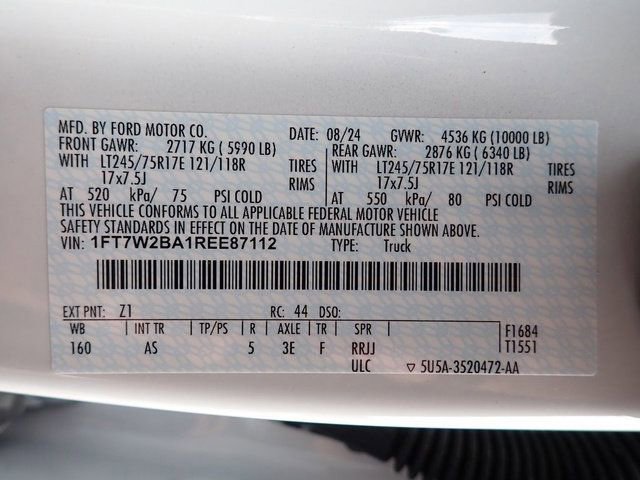 MFD. BY FORD MOTOR CO. DATE: 08/24 GVWR: 4536 KG (10000 LB)
FRONT GAWR: 2717 KG ( 5990 LB) REAR GAWR: 2876 KG ( 6340 LB)
WITH LT245/75R17E 121/118R TIRES WITH LT245/75R17E 121/118R TIRES
17x7.5J RIMS 17x7.5J RIMS
AT 520 kPa/ 75 PSI COLD AT 550 kPa/ 80 PSI COLD
THIS VEHICLE CONFORMS TO ALL APPLICABLE FEDERAL MOTOR VEHICLE
SAFETY STANDARDS IN EFFECT ON THE DATE OF MANUFACTURE SHOWN ABOVE.
VIN: 1FT7W2BA1REE87112 TYPE: Truck
EXT PNT: Z1 RC: 44 DSO:
WB INT TR TP/PS R AXLE TR SPR F1684
160 AS 5 3E F RRJJ T1551
ULC ▽ 5U5A-3520472-AA